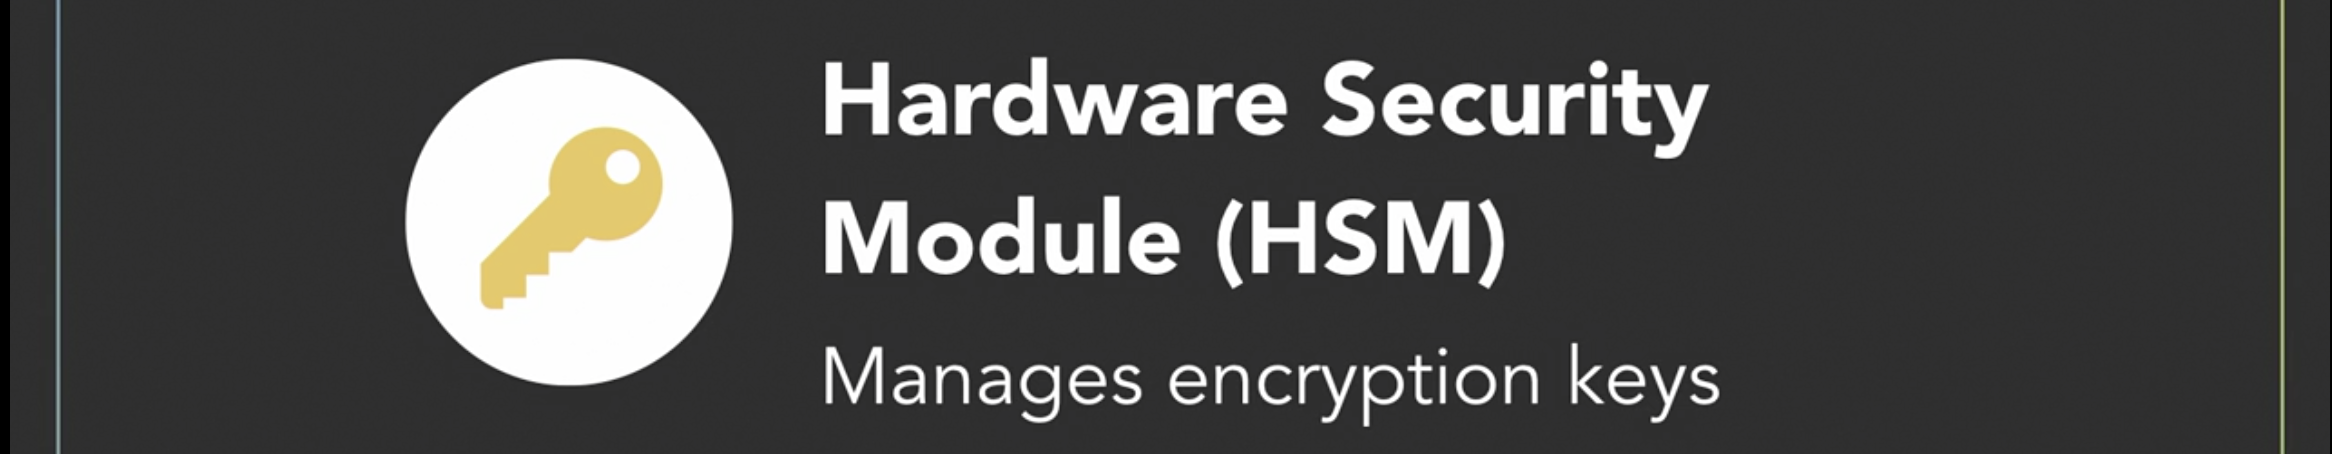 Hardware Security
Module (HSM)
Manages encryption keys